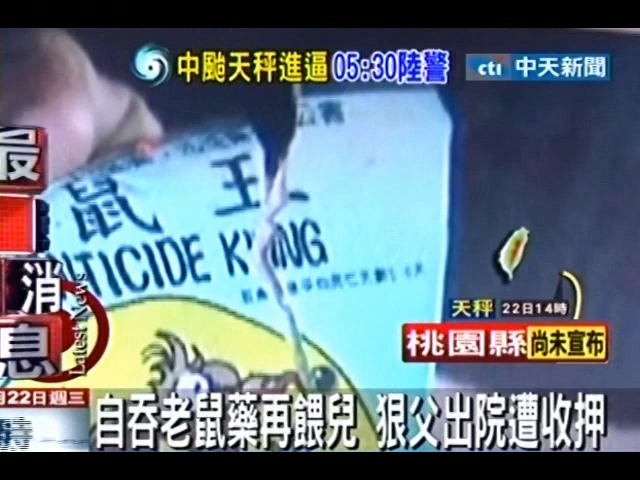 中颱天秤進逼 05:30陸警
cti 中天新聞
最
消
息
Latest News
鼠王
NTICIDE KING
天秤 22日14時
桃園縣 尚未宣布
月22日週三
自吞老鼠藥再餵兒 狠父出院遭收押